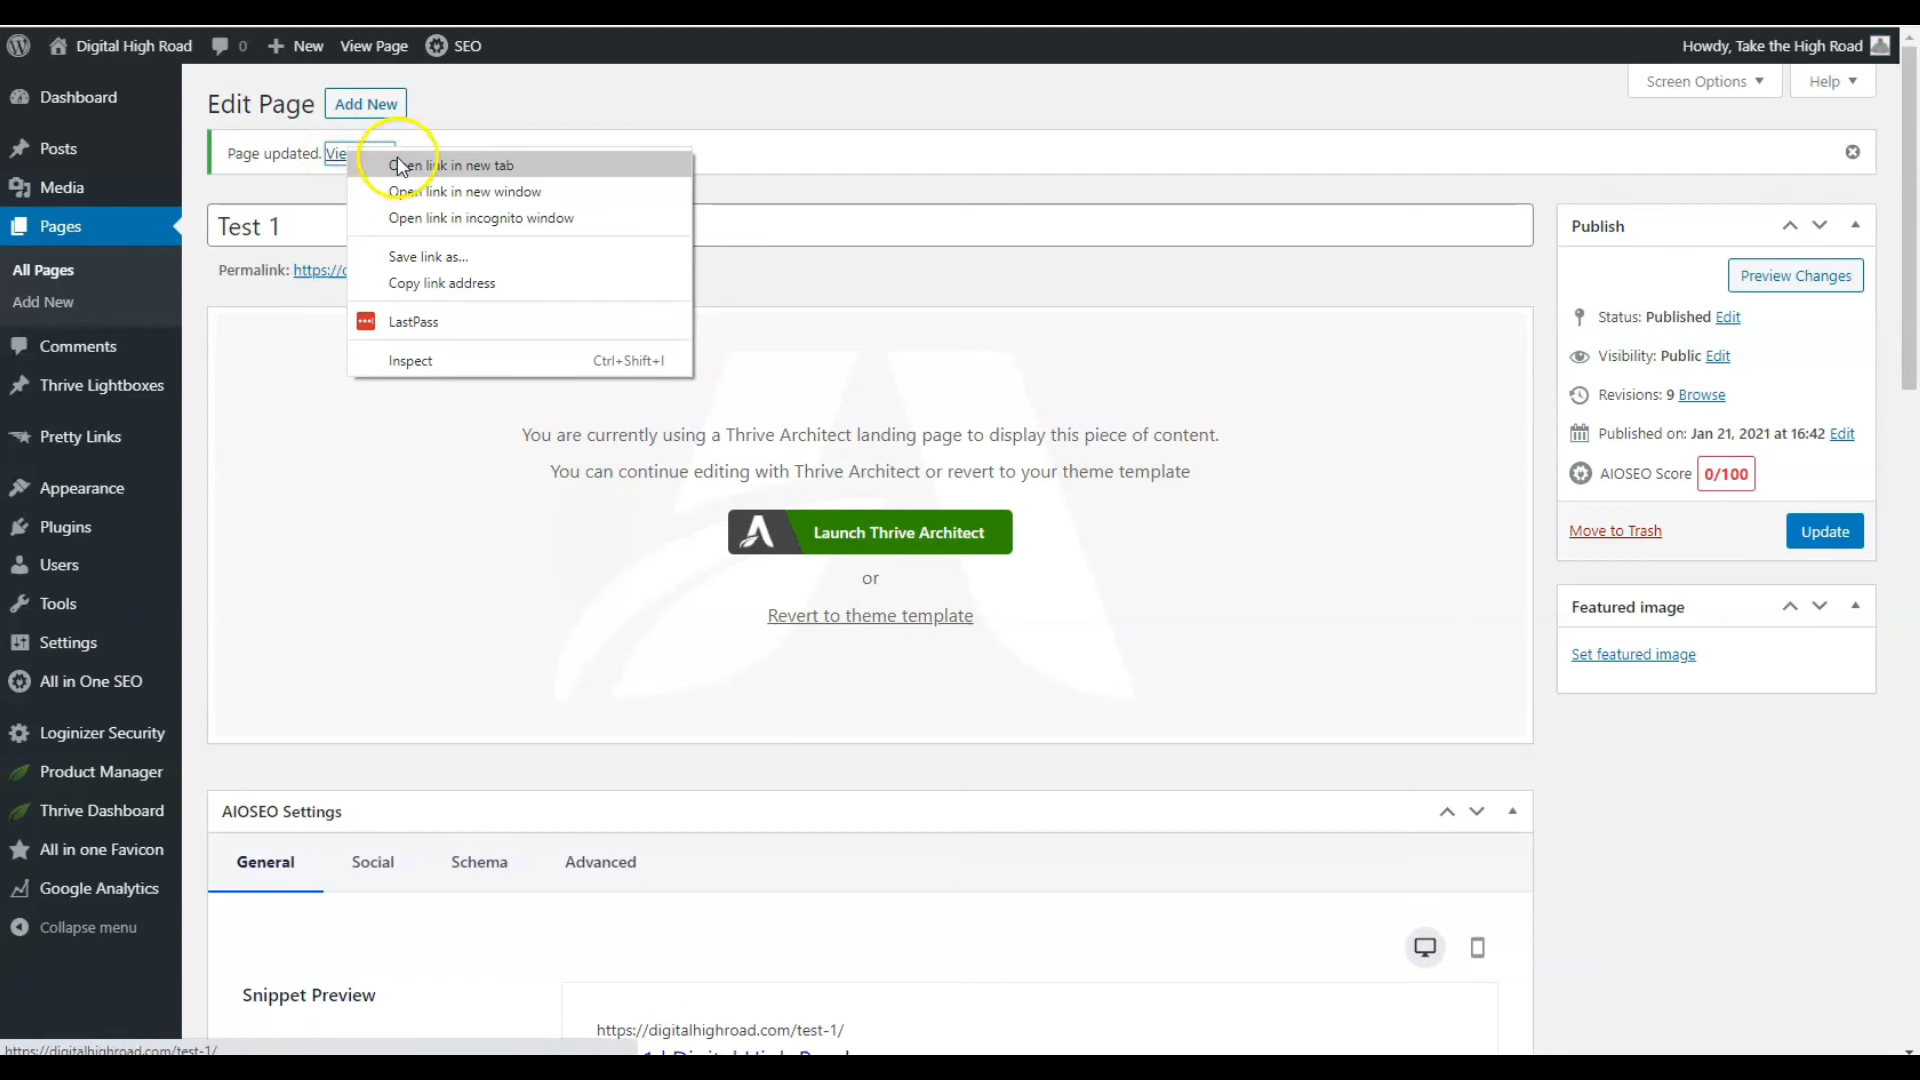 Digital High Road
0
New
View Page
SEO
Howdy, Take the High Road
Screen Options
Help
Dashboard
Posts
Media
Pages
All Pages
Add New
Comments
Thrive Lightboxes
Pretty Links
Appearance
Plugins
Users
Tools
Settings
All in One SEO
Loginizer Security
Product Manager
Thrive Dashboard
All in one Favicon
Google Analytics
Collapse menu
Edit Page
Add New
Page updated.
Open link in new tab
Open link in new window
Open link in incognito window
Save link as...
Copy link address
LastPass
Inspect Ctrl+Shift+I
Test 1
Permalink:
You are currently using a Thrive Architect landing page to display this piece of content.
You can continue editing with Thrive Architect or revert to your theme template
Launch Thrive Architect
or
Revert to theme template
Publish
Preview Changes
Status: Published Edit
Visibility: Public Edit
Revisions: 9 Browse
Published on: Jan 21, 2021 at 16:42 Edit
AIOSEO Score 0/100
Move to Trash
Update
Featured image
Set featured image
AIOSEO Settings
General
Social
Schema
Advanced
Snippet Preview
https://digitalhighroad.com/test-1/
https://digitalhighroad.com/test-1/